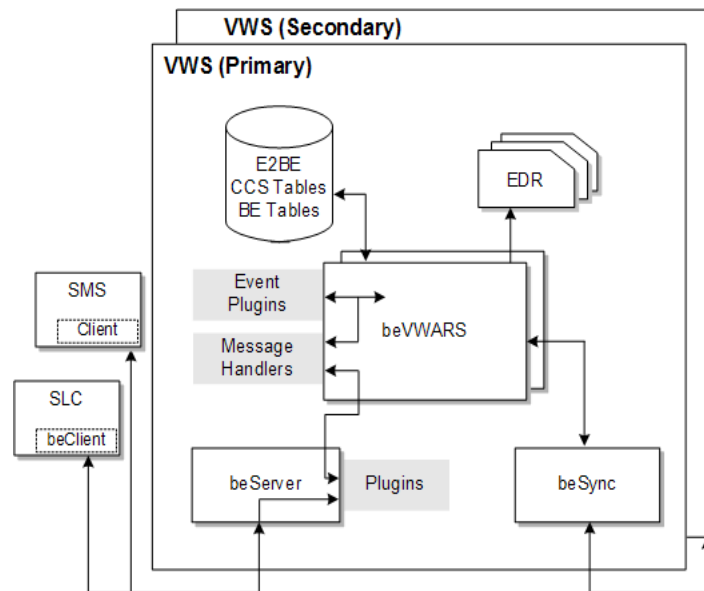 VWS (Secondary)
VWS (Primary)
E2BE
CCS Tables
BE Tables
EDR
Event
Plugins
beVWARS
Message
Handlers
SMS
Client
SLC
beClient
beServer
Plugins
beSync